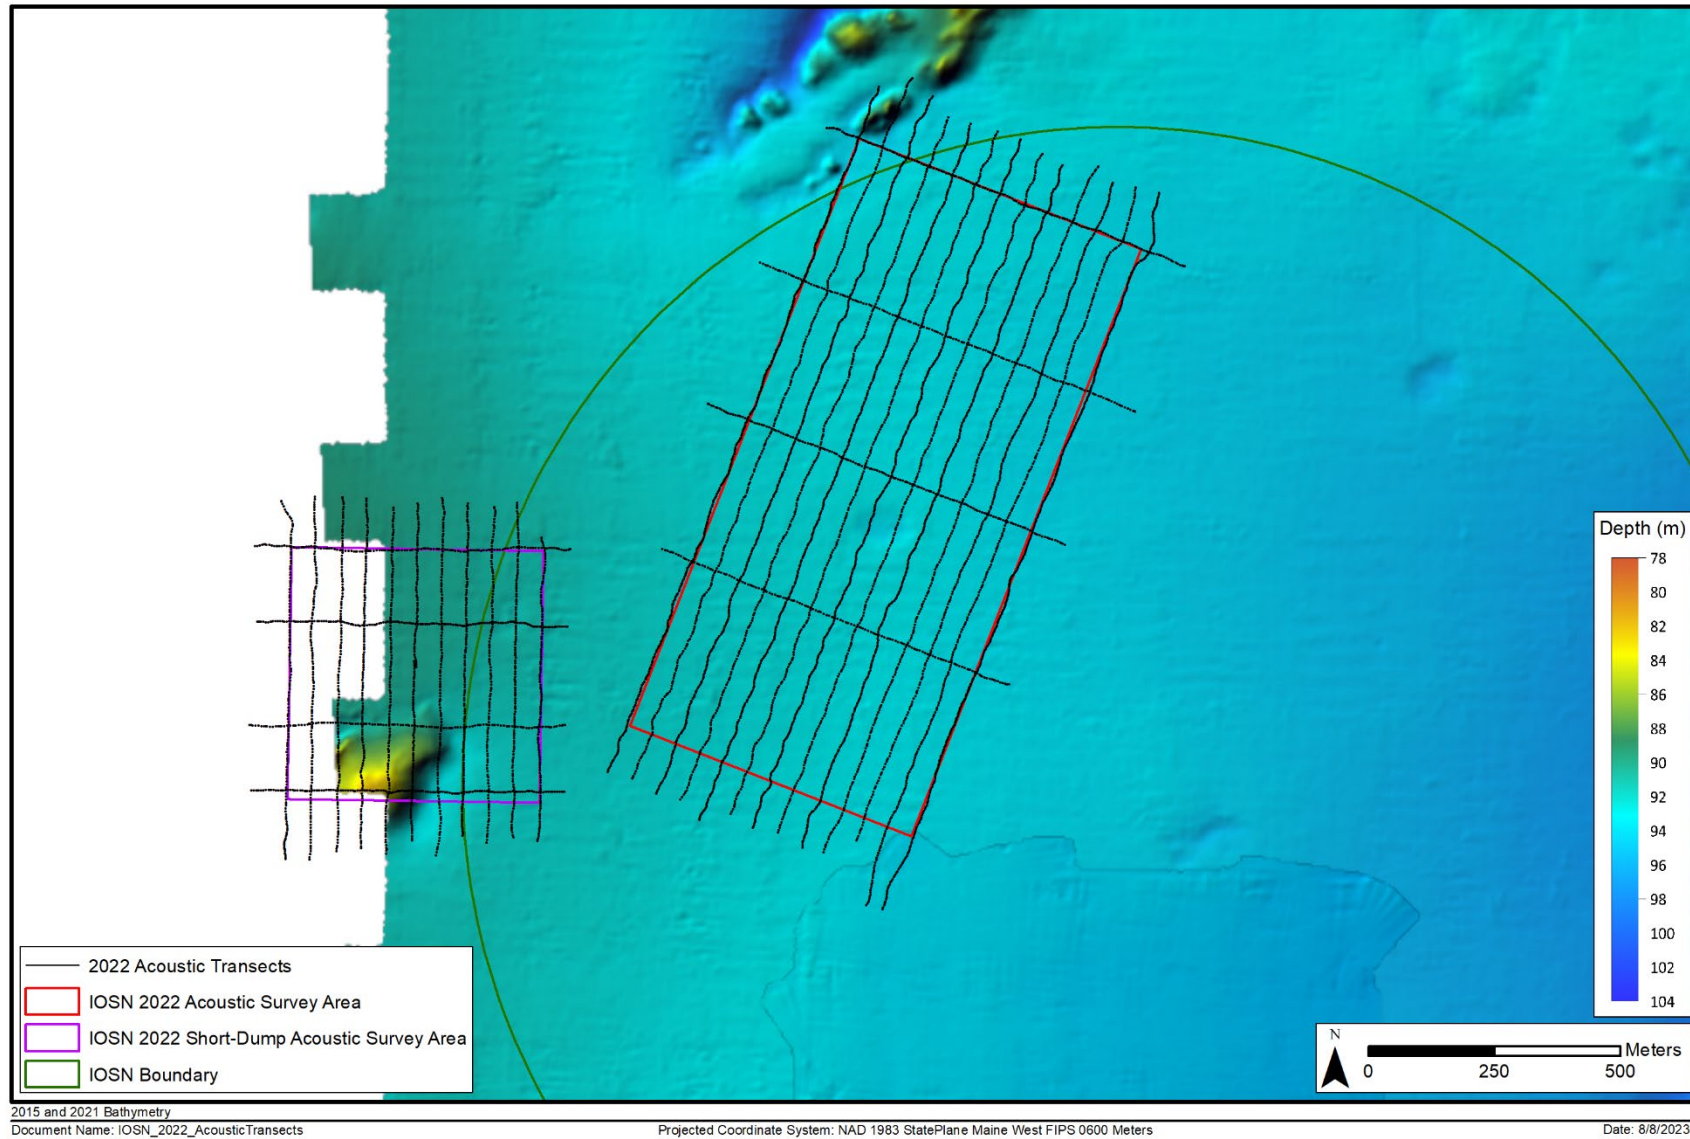 Depth (m)
78
80
82
84
86
88
90
92
94
96
98
100
102
104
2022 Acoustic Transects
IOSN 2022 Acoustic Survey Area
IOSN 2022 Short-Dump Acoustic Survey Area
IOSN Boundary
N
Meters
0 250 500
2015 and 2021 Bathymetry
Document Name: IOSN_2022_AcousticTransects Projected Coordinate System: NAD 1983 StatePlane Maine West FIPS 0600 Meters Date: 8/8/2023